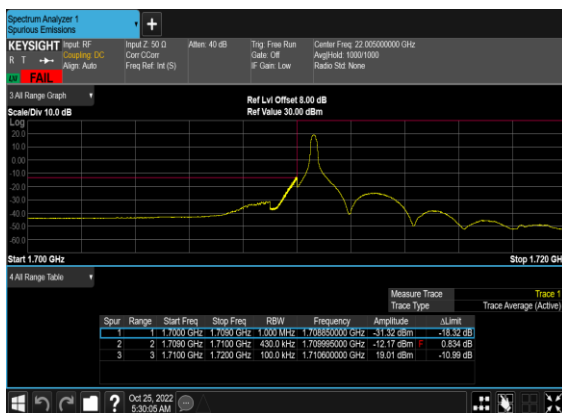 Spectrum Analyzer 1
Spurious Emissions
+
KEYSIGHT Input: RF Input Z: 50 Ω Atten: 40 dB Trig: Free Run Center Freq: 22.005000000 GHz
R T Coupling: DC Corr CCorr Gate: Off Avg|Hold: 1000/1000
Align: Auto Freq Ref: Int (S) IF Gain: Low Radio Std: None
FAIL
3 All Range Graph
Ref Lvl Offset 8.00 dB
Scale/Div 10.0 dB Ref Value 30.00 dBm
Log
20.0
10.0
0.00
-10.0
-20.0
-30.0
-40.0
-50.0
-60.0
Start 1.700 GHz Stop 1.720 GH
4 All Range Table
Measure Trace Trace 1
Trace Type Trace Average (Active)
Spur Range Start Freq Stop Freq RBW Frequency Amplitude ΔLimit
1 1 1.7000 GHz 1.7090 GHz 1.000 MHz 1.708850000 GHz -31.32 dBm -18.32 dB
2 2 1.7090 GHz 1.7100 GHz 430.0 kHz 1.709995000 GHz -12.17 dBm F 0.834 dB
3 3 1.7100 GHz 1.7200 GHz 100.0 kHz 1.710600000 GHz 19.01 dBm -10.99 dB
?
Oct 25, 2022
5:30:05 AM